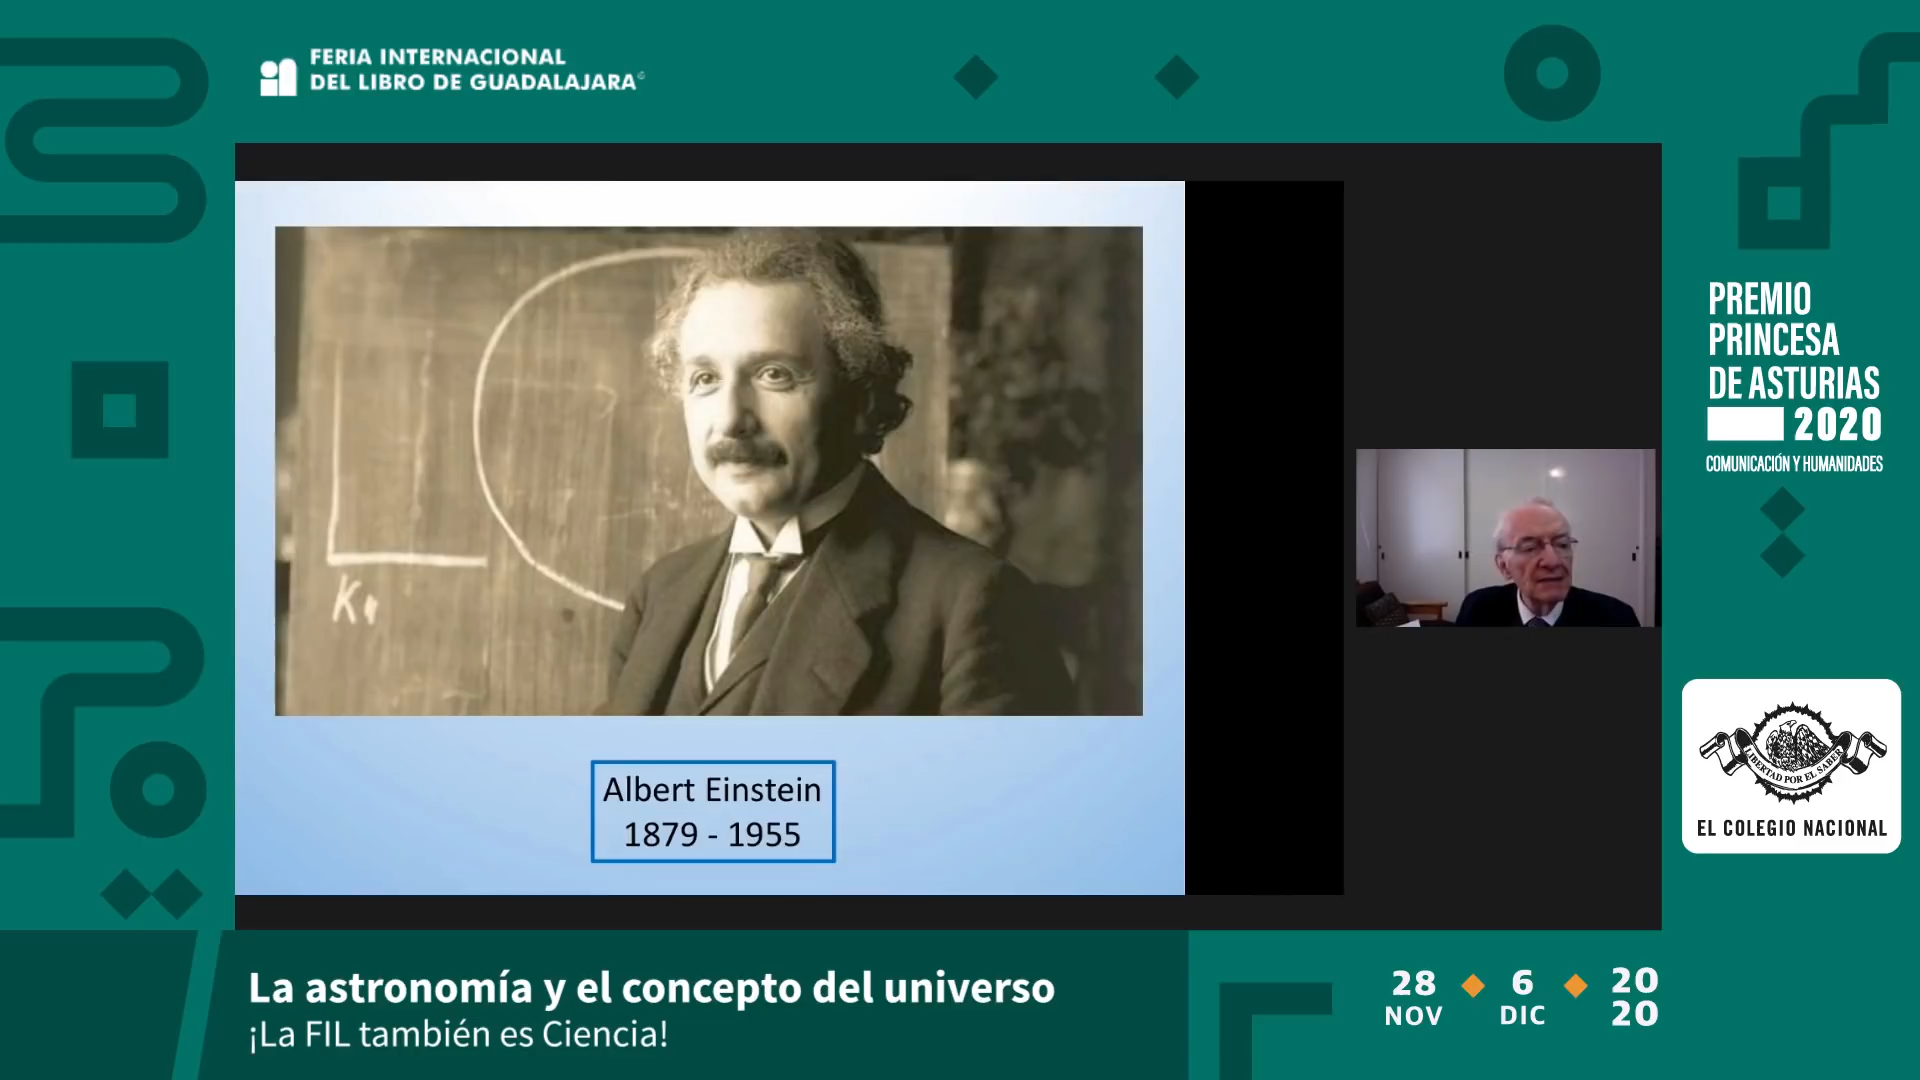 FERIA INTERNACIONAL
DEL LIBRO DE GUADALAJARA
Albert Einstein
1879 - 1955
PREMIO
PRINCESA
DE ASTURIAS
2020
COMUNICACIÓN Y HUMANIDADES
LIBERTAD POR EL SABER
EL COLEGIO NACIONAL
La astronomía y el concepto del universo
¡La FIL también es Ciencia!
28 NOV
6 DIC
20
20